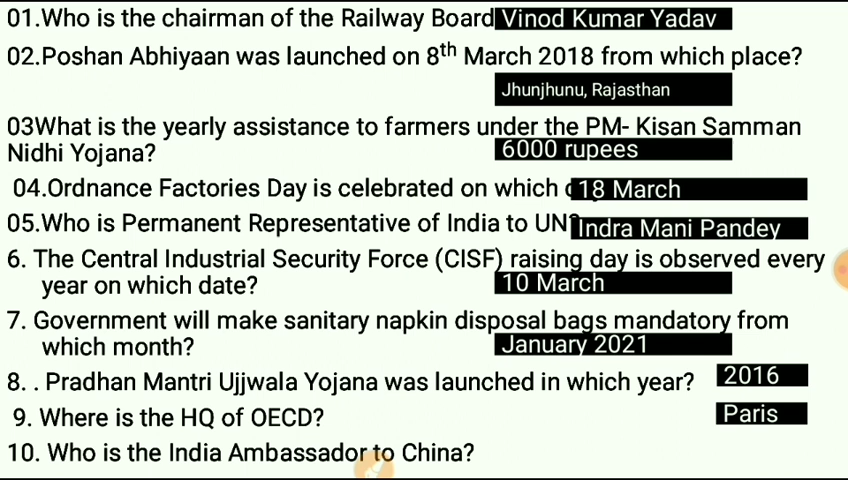 01.Who is the chairman of the Railway Board Vinod Kumar Yadav
02.Poshan Abhiyaan was launched on 8th March 2018 from which place?
Jhunjhunu, Rajasthan
03What is the yearly assistance to farmers under the PM- Kisan Samman
Nidhi Yojana? 6000 rupees
04.Ordnance Factories Day is celebrated on which 18 March
05.Who is Permanent Representative of India to UN? Indra Mani Pandey
6. The Central Industrial Security Force (CISF) raising day is observed every
year on which date? 10 March
7. Government will make sanitary napkin disposal bags mandatory from
which month? January 2021
8. . Pradhan Mantri Ujjwala Yojana was launched in which year? 2016
9. Where is the HQ of OECD? Paris
10. Who is the India Ambassador to China?